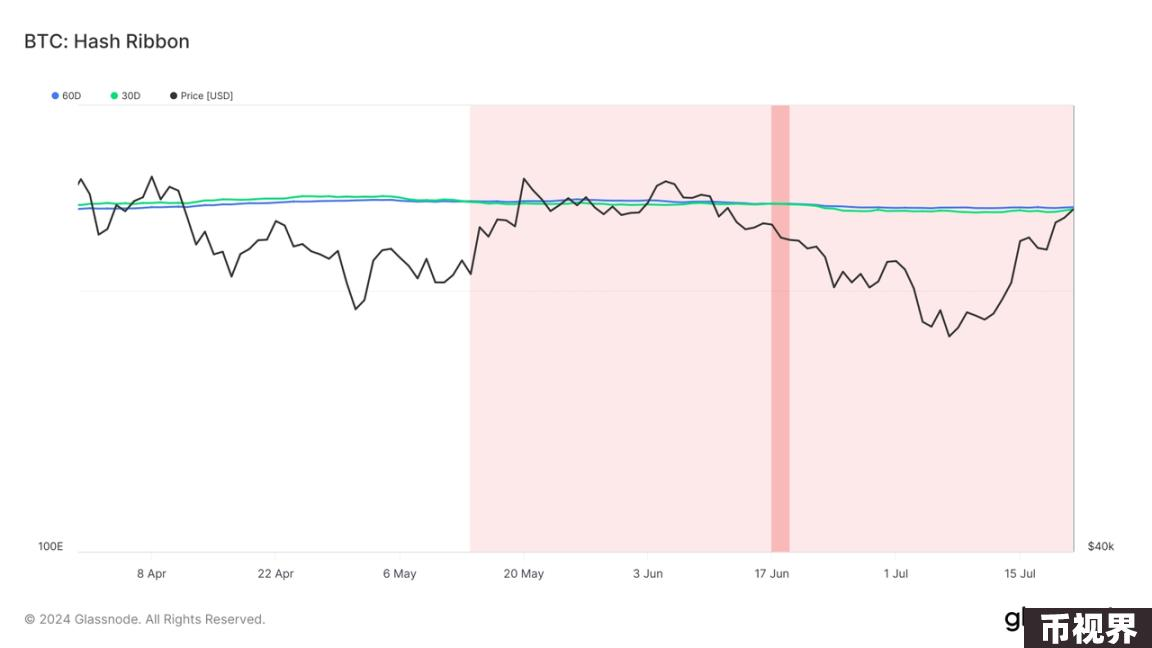 BTC: Hash Ribbon
60D 30D Price [USD]
100E $40k
8 Apr 22 Apr 6 May 20 May 3 Jun 17 Jun 1 Jul 15 Jul
© 2024 Glassnode. All Rights Reserved.
币视界